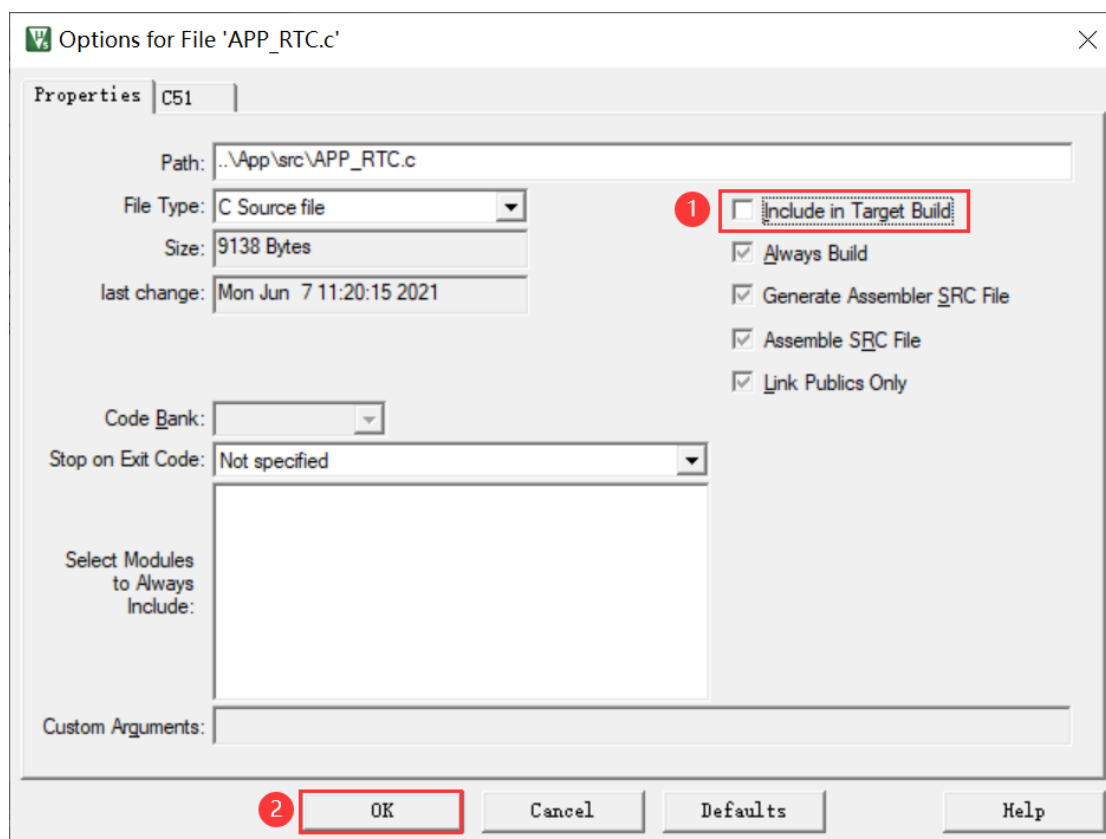 Options for File 'APP_RTC.c'
Properties
C51
Path: ..\App\src\APP_RTC.c
File Type: C Source file
1 Include in Target Build
Size: 9138 Bytes
Always Build
last change: Mon Jun 7 11:20:15 2021
Generate Assembler SRC File
Assemble SRC File
Link Publics Only
Code Bank:
Stop on Exit Code: Not specified
Select Modules
to Always
Include:
Custom Arguments:
2 OK
Cancel
Defaults
Help